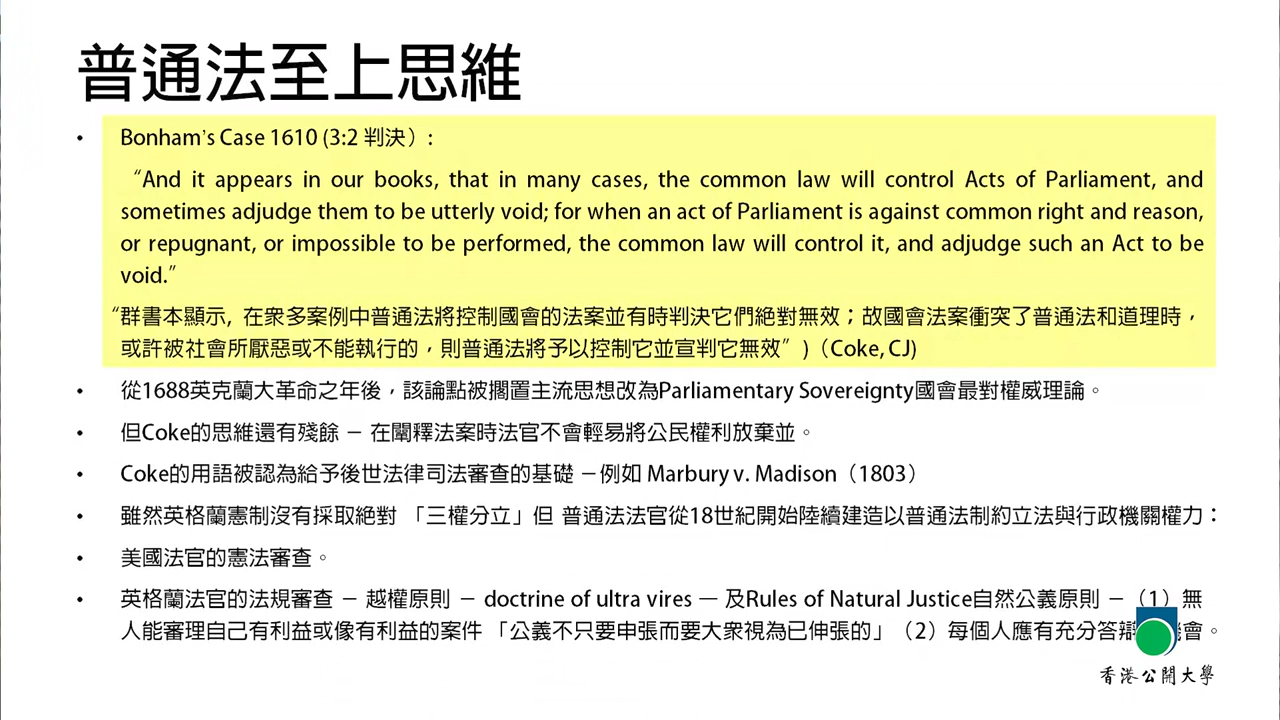 普通法至上思維
• Bonham's Case 1610 (3:2 判決）:
“And it appears in our books, that in many cases, the common law will control Acts of Parliament, and
sometimes adjudge them to be utterly void; for when an act of Parliament is against common right and reason,
or repugnant, or impossible to be performed, the common law will control it, and adjudge such an Act to be
void.”
“群書本顯示, 在眾多案例中普通法將控制國會的法案並有時判決它們絕對無效；故國會法案衝突了普通法和道理時，
或許被社會所厭惡或不能執行的，則普通法將予以控制它並宣判它無效” )（Coke, CJ)
• 從1688英克蘭大革命之年後，該論點被擱置主流思想改為Parliamentary Sovereignty國會最對權威理論。
• 但Coke的思維還有殘餘 － 在闡釋法案時法官不會輕易將公民權利放棄並。
• Coke的用語被認為給予後世法律司法審查的基礎 －例如 Marbury v. Madison（1803）
• 雖然英格蘭憲制沒有採取絕對 「三權分立」但 普通法法官從18世紀開始陸續建造以普通法制約立法與行政機關權力：
• 美國法官的憲法審查。
• 英格蘭法官的法規審查 － 越權原則 － doctrine of ultra vires — 及Rules of Natural Justice自然公義原則 －（1）無
人能審理自己有利益或像有利益的案件 「公義不只要申張而要大衆視為已伸張的」（2）每個人應有充分答辯機會。
香港公開大學